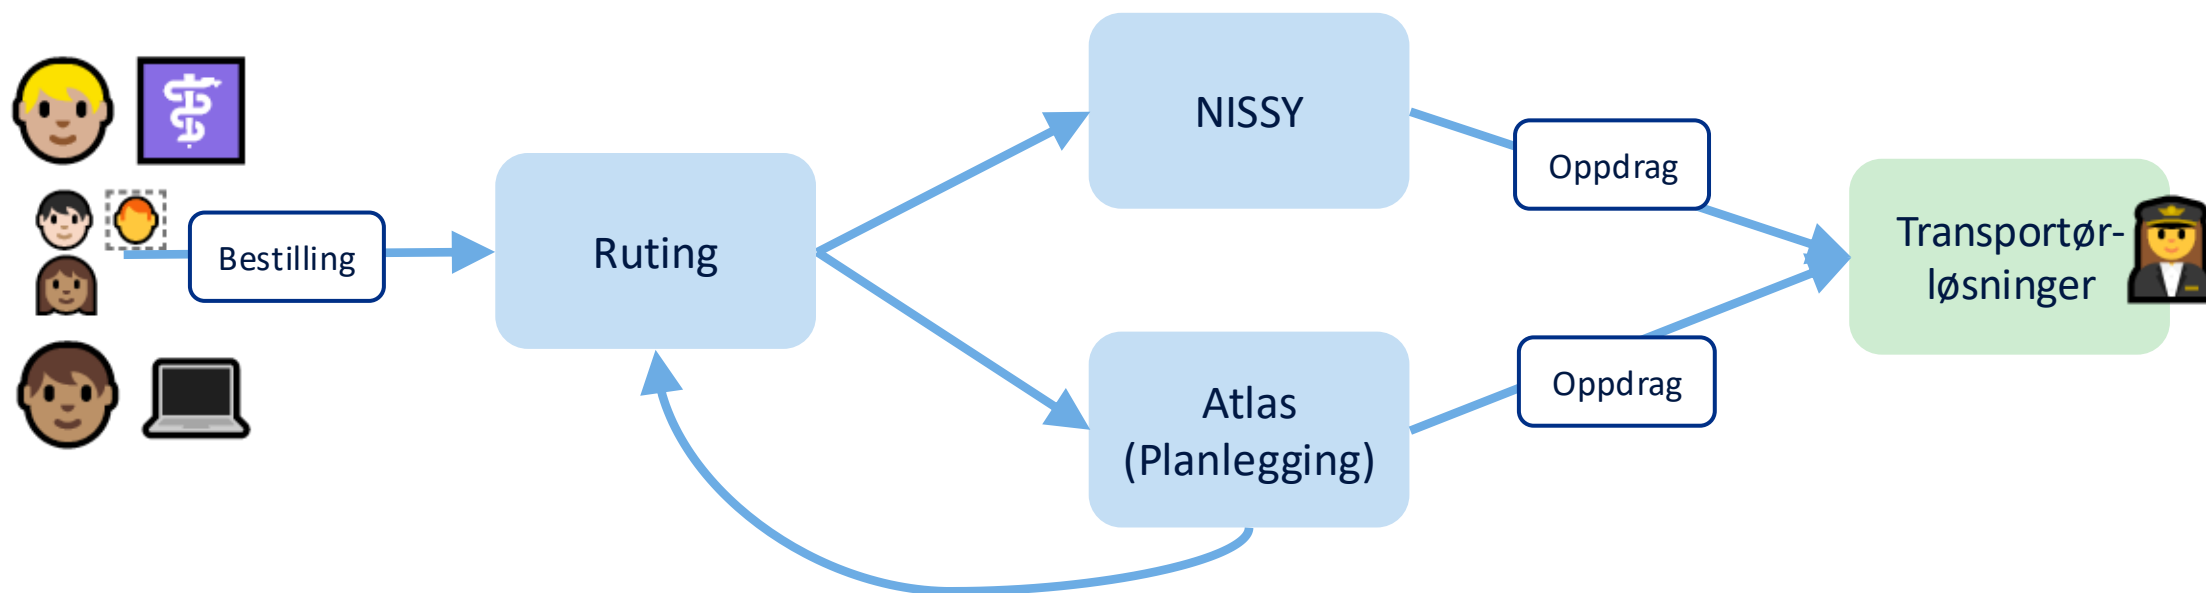 Bestilling
Ruting
NISSY
Atlas
(Planlegging)
Oppdrag
Oppdrag
Transportør-
løsninger